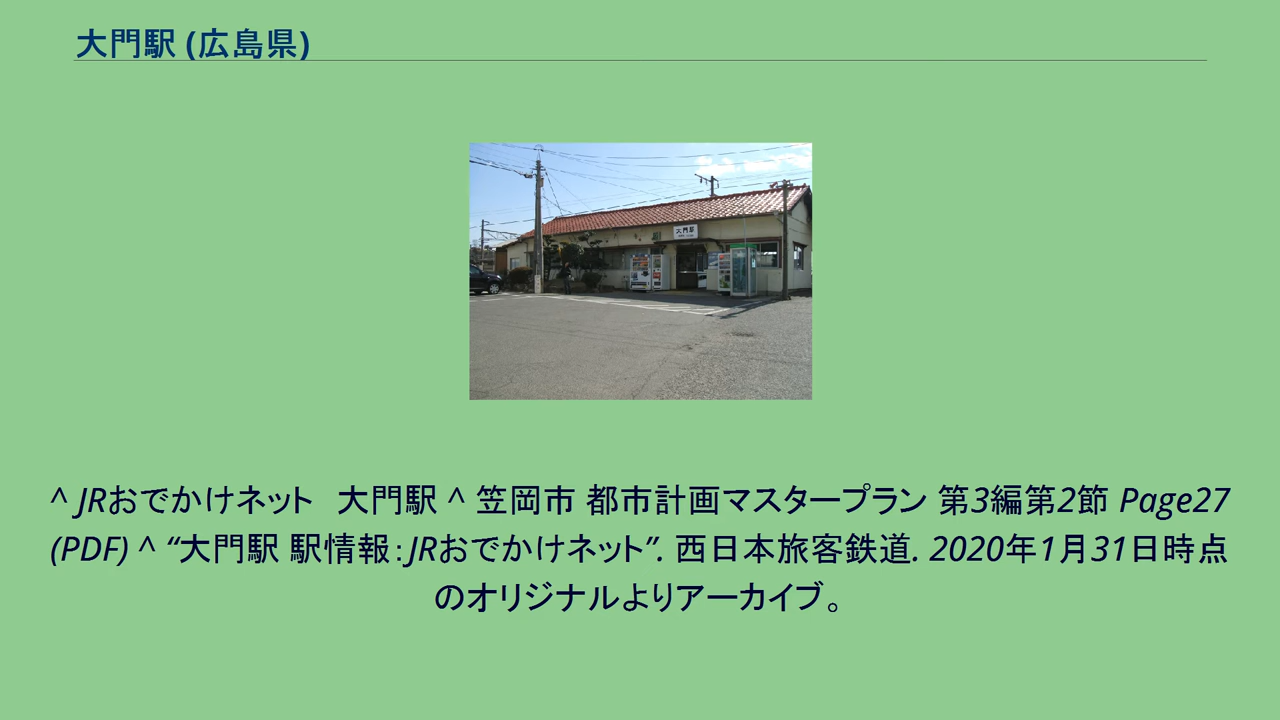 大門駅 (広島県)
大門駅
^ JRおでかけネット　大門駅 ^ 笠岡市 都市計画マスタープラン 第3編第2節 Page27
(PDF) ^ “大門駅 駅情報：JRおでかけネット”. 西日本旅客鉄道. 2020年1月31日時点
のオリジナルよりアーカイブ。